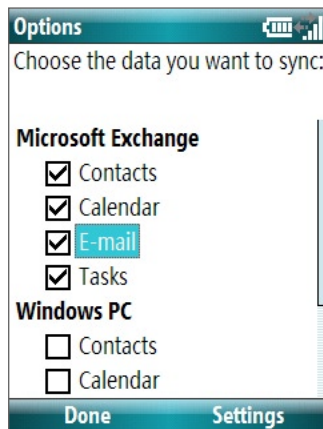 Options
Choose the data you want to sync:
Microsoft Exchange
Contacts
Calendar
E-mail
Tasks
Windows PC
Contacts
Calendar
Done Settings